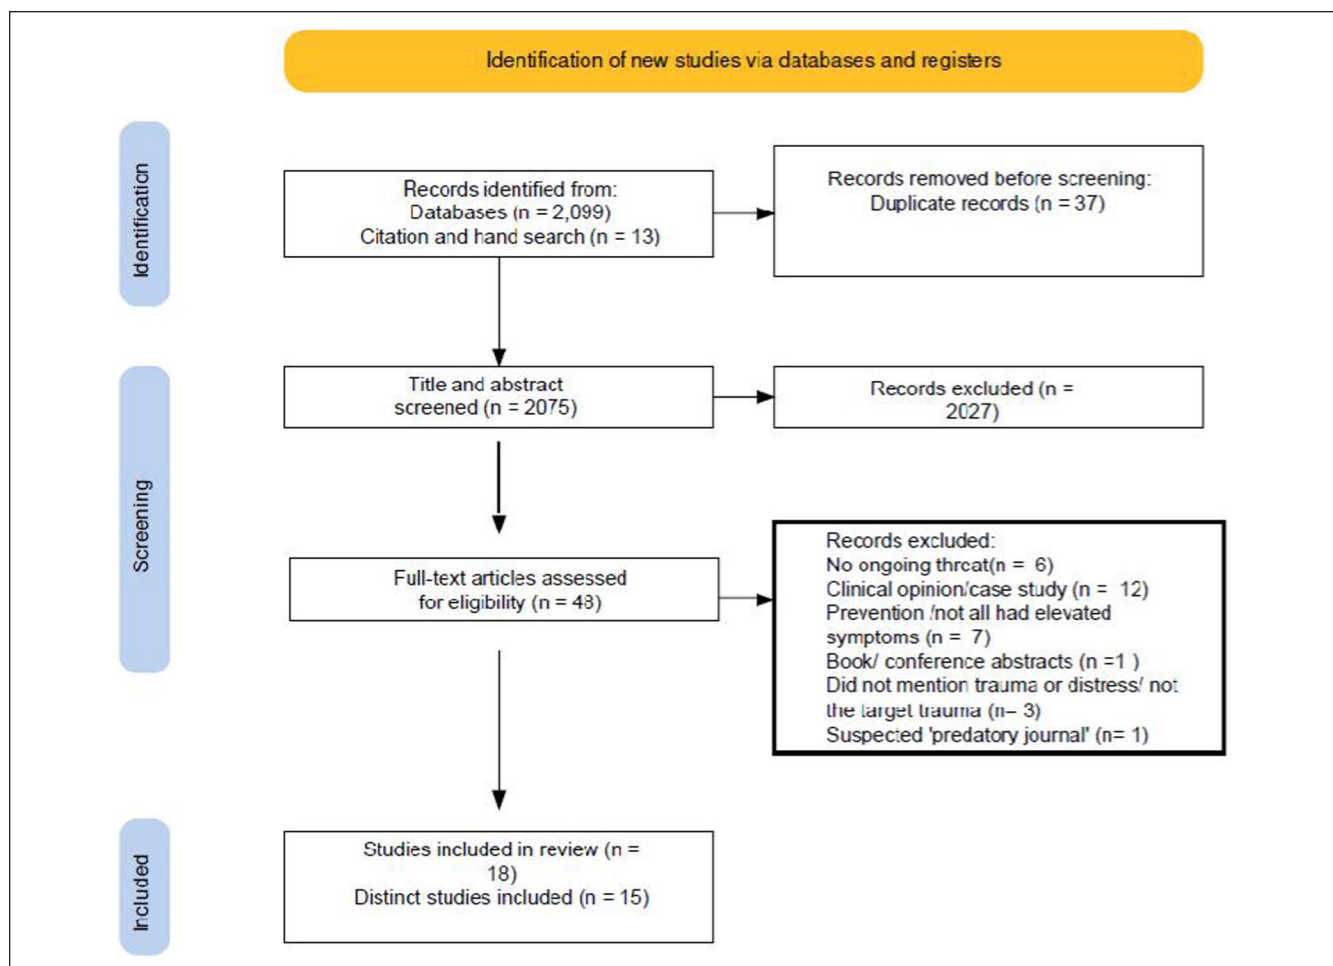 Identification of new studies via databases and registers
Identification
Records identified from:
Databases (n = 2,099)
Citation and hand search (n = 13)
Records removed before screening:
Duplicate records (n = 37)
Screening
Title and abstract
screened (n = 2075)
Records excluded (n =
2027)
Full-text articles assessed
for eligibility (n = 48)
Records excluded:
No ongoing threat(n = 6)
Clinical opinion/case study (n = 12)
Prevention /not all had elevated
symptoms (n = 7)
Book/ conference abstracts (n =1 )
Did not mention trauma or distress/ not
the target trauma (n= 3)
Suspected 'predatory journal' (n= 1)
Included
Studies included in review (n =
18)
Distinct studies included (n = 15)